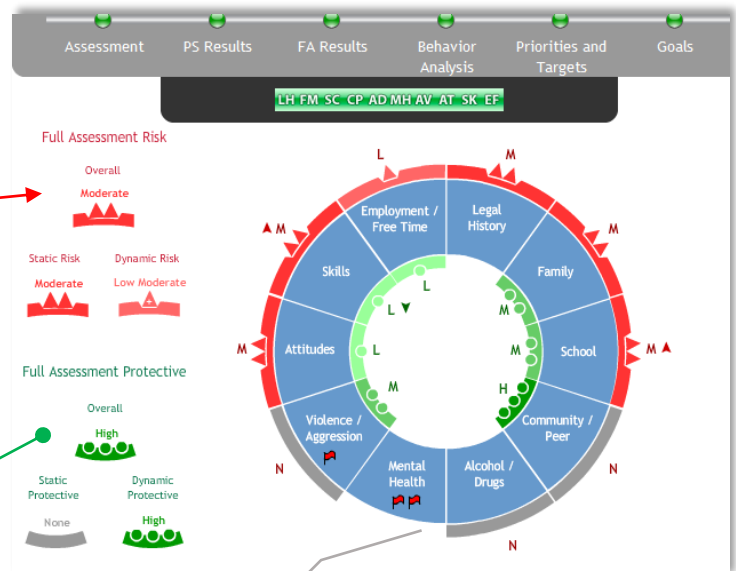 Assessment
PS Results
FA Results
Behavior
Analysis
Priorities and
Targets
Goals
LH FM SC CP AD MH AV AT SK EF
Full Assessment Risk
Overall
Moderate
Static Risk
Dynamic Risk
Moderate
Low Moderate
Full Assessment Protective
Overall
High
Static
Protective
Dynamic
Protective
None
High
L
M
Employment /
Free Time
Legal
History
M
M
Skills
Family
L
L
M
Attitudes
L
M
School
M
M
M
H
Violence /
Aggression
Community /
Peer
Mental
Health
Alcohol /
Drugs
N
N
N